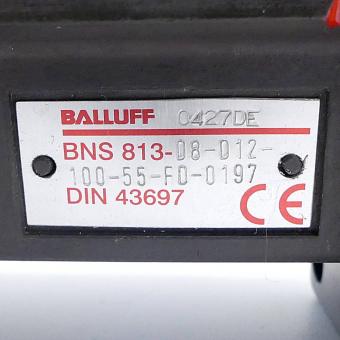 BALLUFF 0427DE
BNS 813-D8-D12-
100-55-FD-0197
DIN 43697 CE